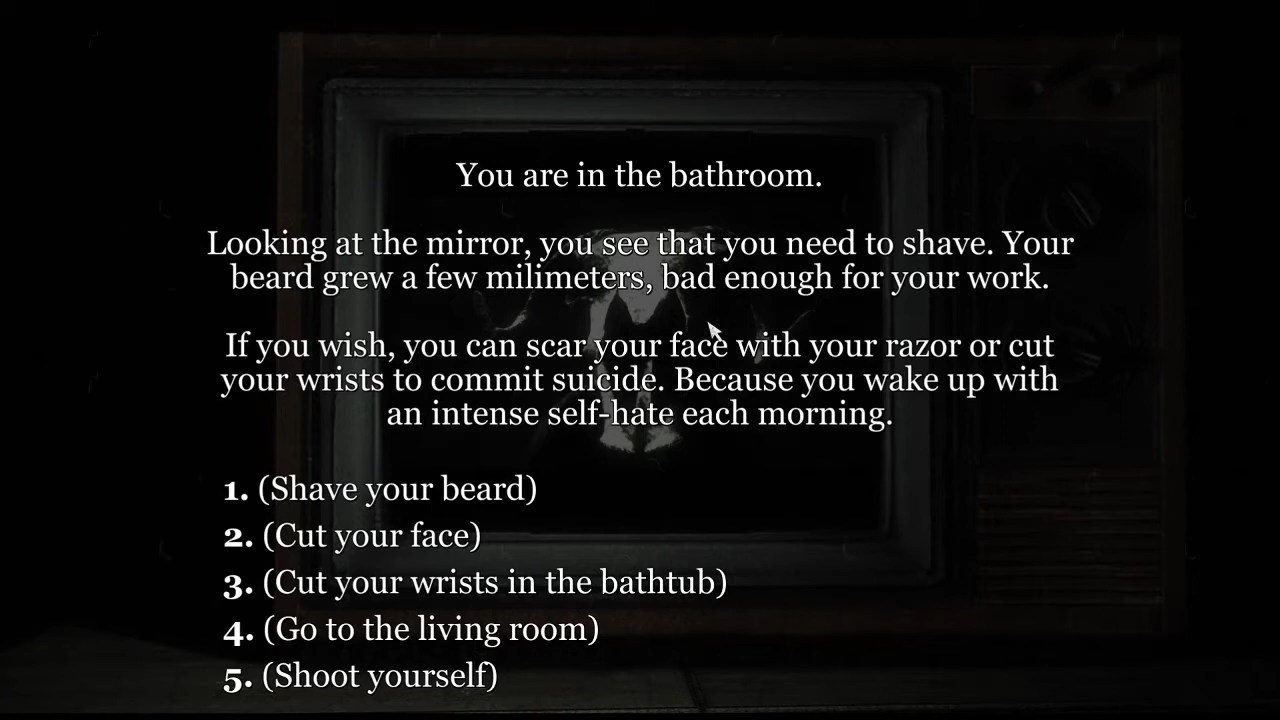 You are in the bathroom.
Looking at the mirror, you see that you need to shave. Your
beard grew a few milimeters, bad enough for your work.
If you wish, you can scar your face with your razor or cut
your wrists to commit suicide. Because you wake up with
an intense self-hate each morning.
1. (Shave your beard)
2. (Cut your face)
3. (Cut your wrists in the bathtub)
4. (Go to the living room)
5. (Shoot yourself)